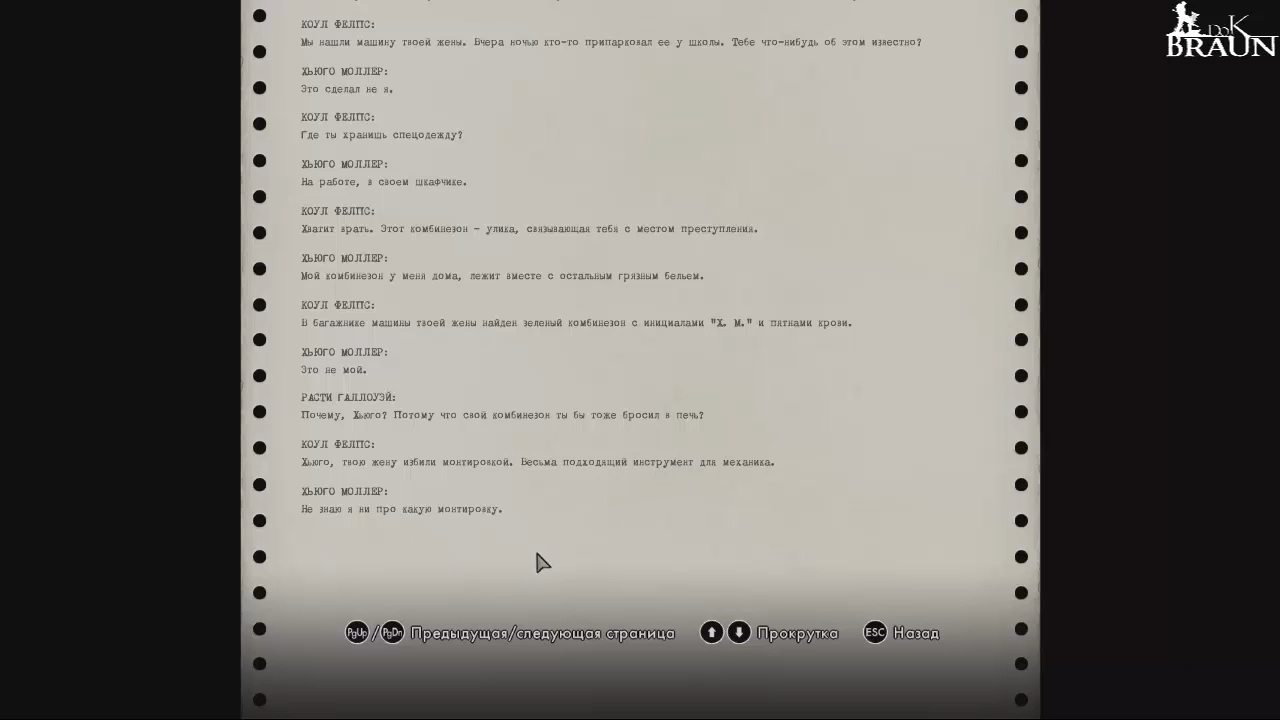 DoK
BRAUN
КОУЛ ФЕЛПС:
Мы нашли машину твоей жены. Вчера ночью кто-то припарковал ее у школы. Тебе что-нибудь об этом известно?
ХЬЮГО МОЛЛЕР:
Это сделал не я.
КОУЛ ФЕЛПС:
Где ты хранишь спецодежду?
ХЬЮГО МОЛЛЕР:
На работе, в своем шкафчике.
КОУЛ ФЕЛПС:
Хватит врать. Этот комбинезон - улика, связывающая тебя с местом преступления.
ХЬЮГО МОЛЛЕР:
Мой комбинезон у меня дома, лежит вместе с остальным грязным бельем.
КОУЛ ФЕЛПС:
В багажнике машины твоей жены найден зеленый комбинезон с инициалами "Х. М." и пятнами крови.
ХЬЮГО МОЛЛЕР:
Это не мой.
РАСТИ ГАЛЛОУЭЙ:
Почему, Хьюго? Потому что свой комбинезон ты бы тоже бросил в печь?
КОУЛ ФЕЛПС:
Хьюго, твою жену избили монтировкой. Весьма подходящий инструмент для механика.
ХЬЮГО МОЛЛЕР:
Не знаю я ни про какую монтировку.
PgUp/PgDn Предыдущая/следующая страница Прокрутка ESC Назад